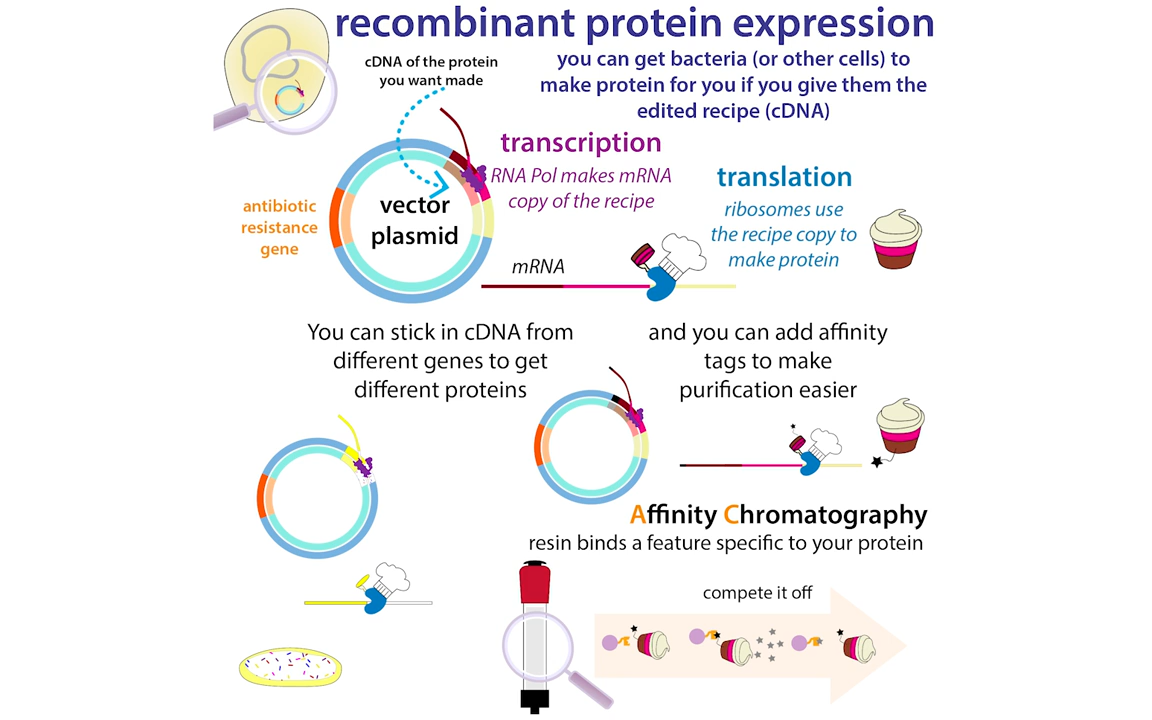 recombinant protein expression
cDNA of the protein
you want made
you can get bacteria (or other cells) to
make protein for you if you give them the
edited recipe (cDNA)
transcription
RNA Pol makes mRNA
copy of the recipe
translation
ribosomes use
the recipe copy to
make protein
antibiotic
resistance
gene
vector
plasmid
mRNA
You can stick in cDNA from
different genes to get
different proteins
and you can add affinity
tags to make
purification easier
Affinity Chromatography
resin binds a feature specific to your protein
compete it off